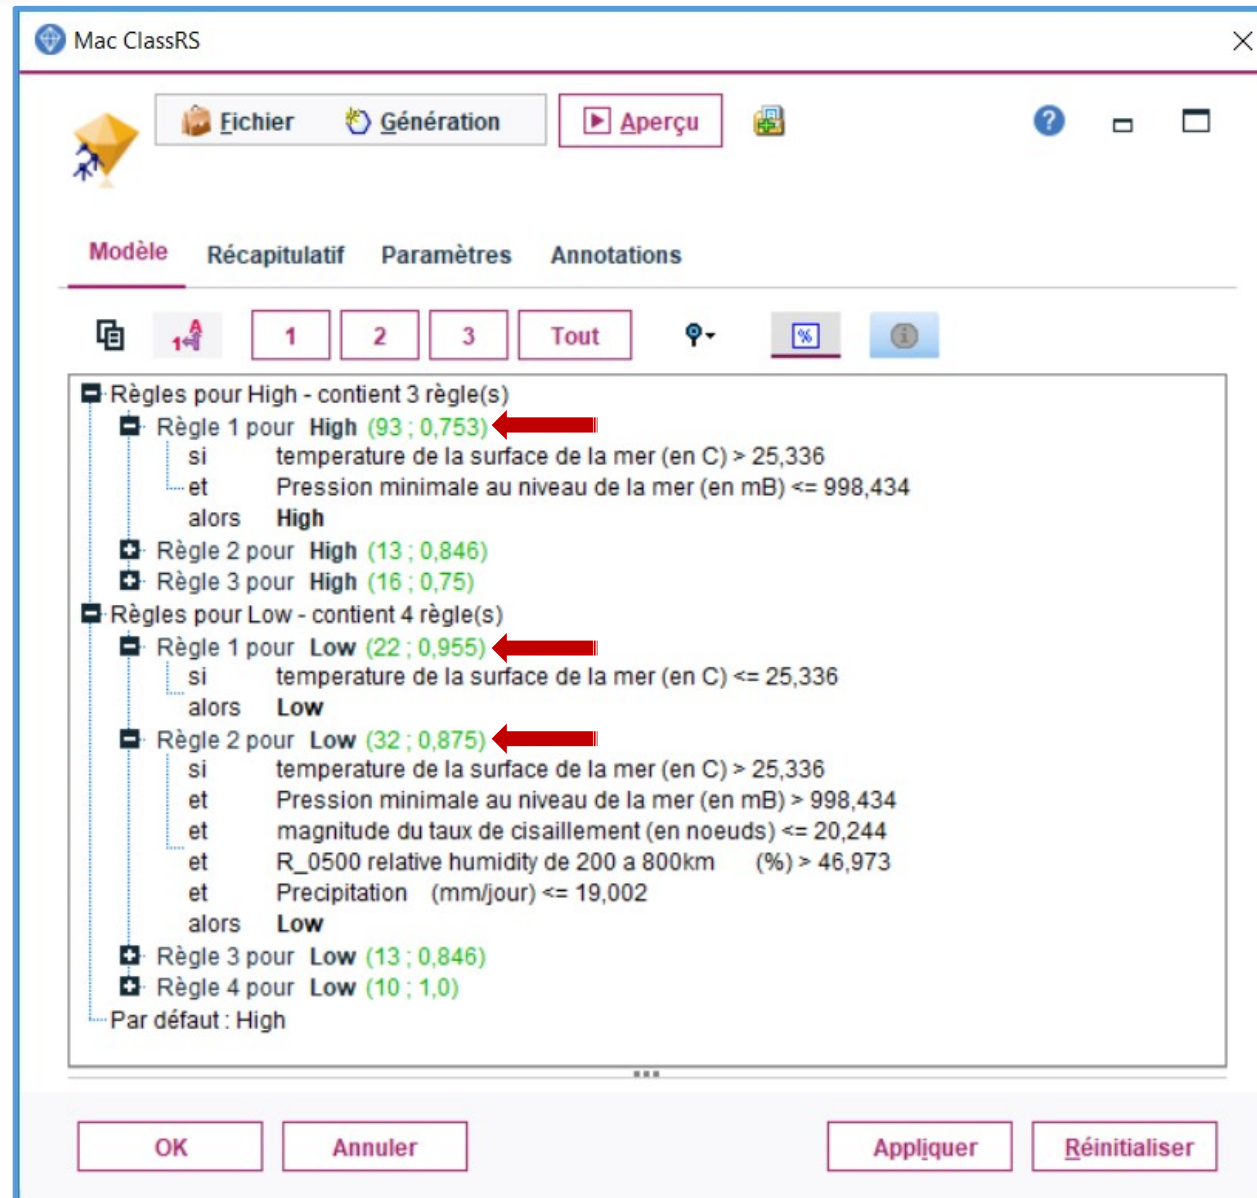 Mac ClassRS
Fichier Génération Aperçu
Modèle Récapitulatif Paramètres Annotations
1 2 3 Tout %
Règles pour High - contient 3 règle(s)
Règle 1 pour High (93 ; 0,753)
si temperature de la surface de la mer (en C) > 25,336
et Pression minimale au niveau de la mer (en mB) <= 998,434
alors High
Règle 2 pour High (13 ; 0,846)
Règle 3 pour High (16 ; 0,75)
Règles pour Low - contient 4 règle(s)
Règle 1 pour Low (22 ; 0,955)
si temperature de la surface de la mer (en C) <= 25,336
alors Low
Règle 2 pour Low (32 ; 0,875)
si temperature de la surface de la mer (en C) > 25,336
et Pression minimale au niveau de la mer (en mB) > 998,434
et magnitude du taux de cisaillement (en noeuds) <= 20,244
et R_0500 relative humidity de 200 a 800km (%) > 46,973
et Precipitation (mm/jour) <= 19,002
alors Low
Règle 3 pour Low (13 ; 0,846)
Règle 4 pour Low (10 ; 1,0)
Par défaut : High
OK Annuler Appliquer Réinitialiser